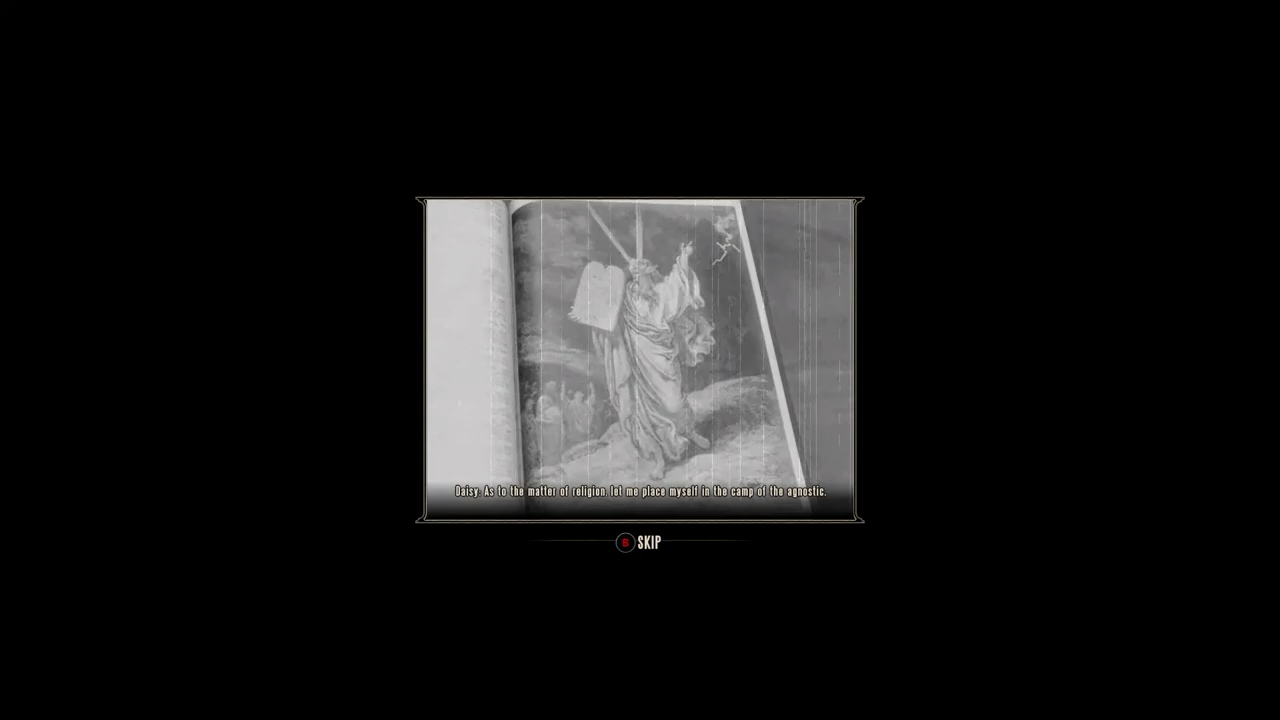 Daisy: As to the matter of religion, let me place myself in the camp of the agnostic.
B SKIP